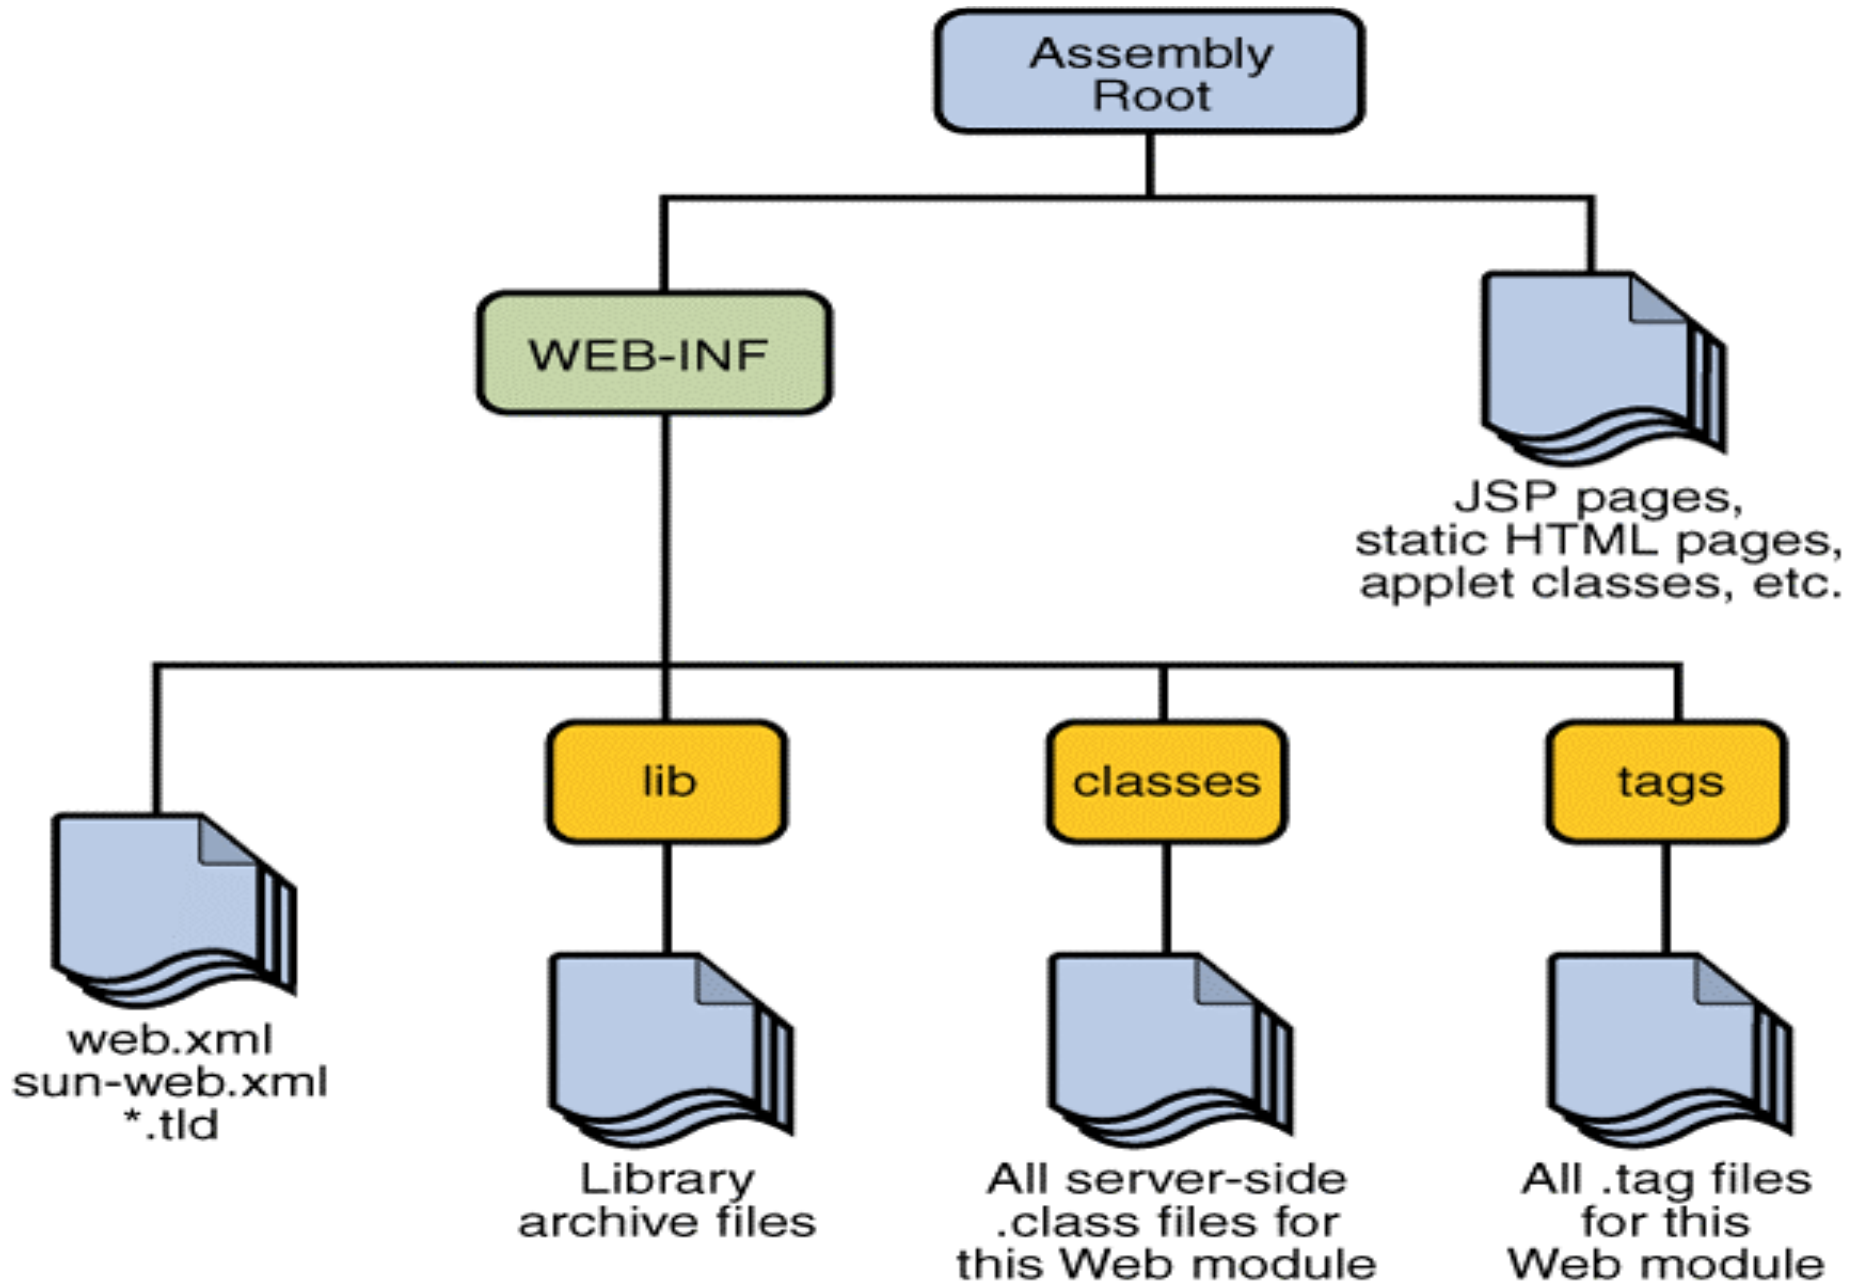 Assembly
Root
WEB-INF
JSP pages,
static HTML pages,
applet classes, etc.
lib
classes
tags
web.xml
sun-web.xml
*.tld
Library
archive files
All server-side
.class files for
this Web module
All .tag files
for this
Web module